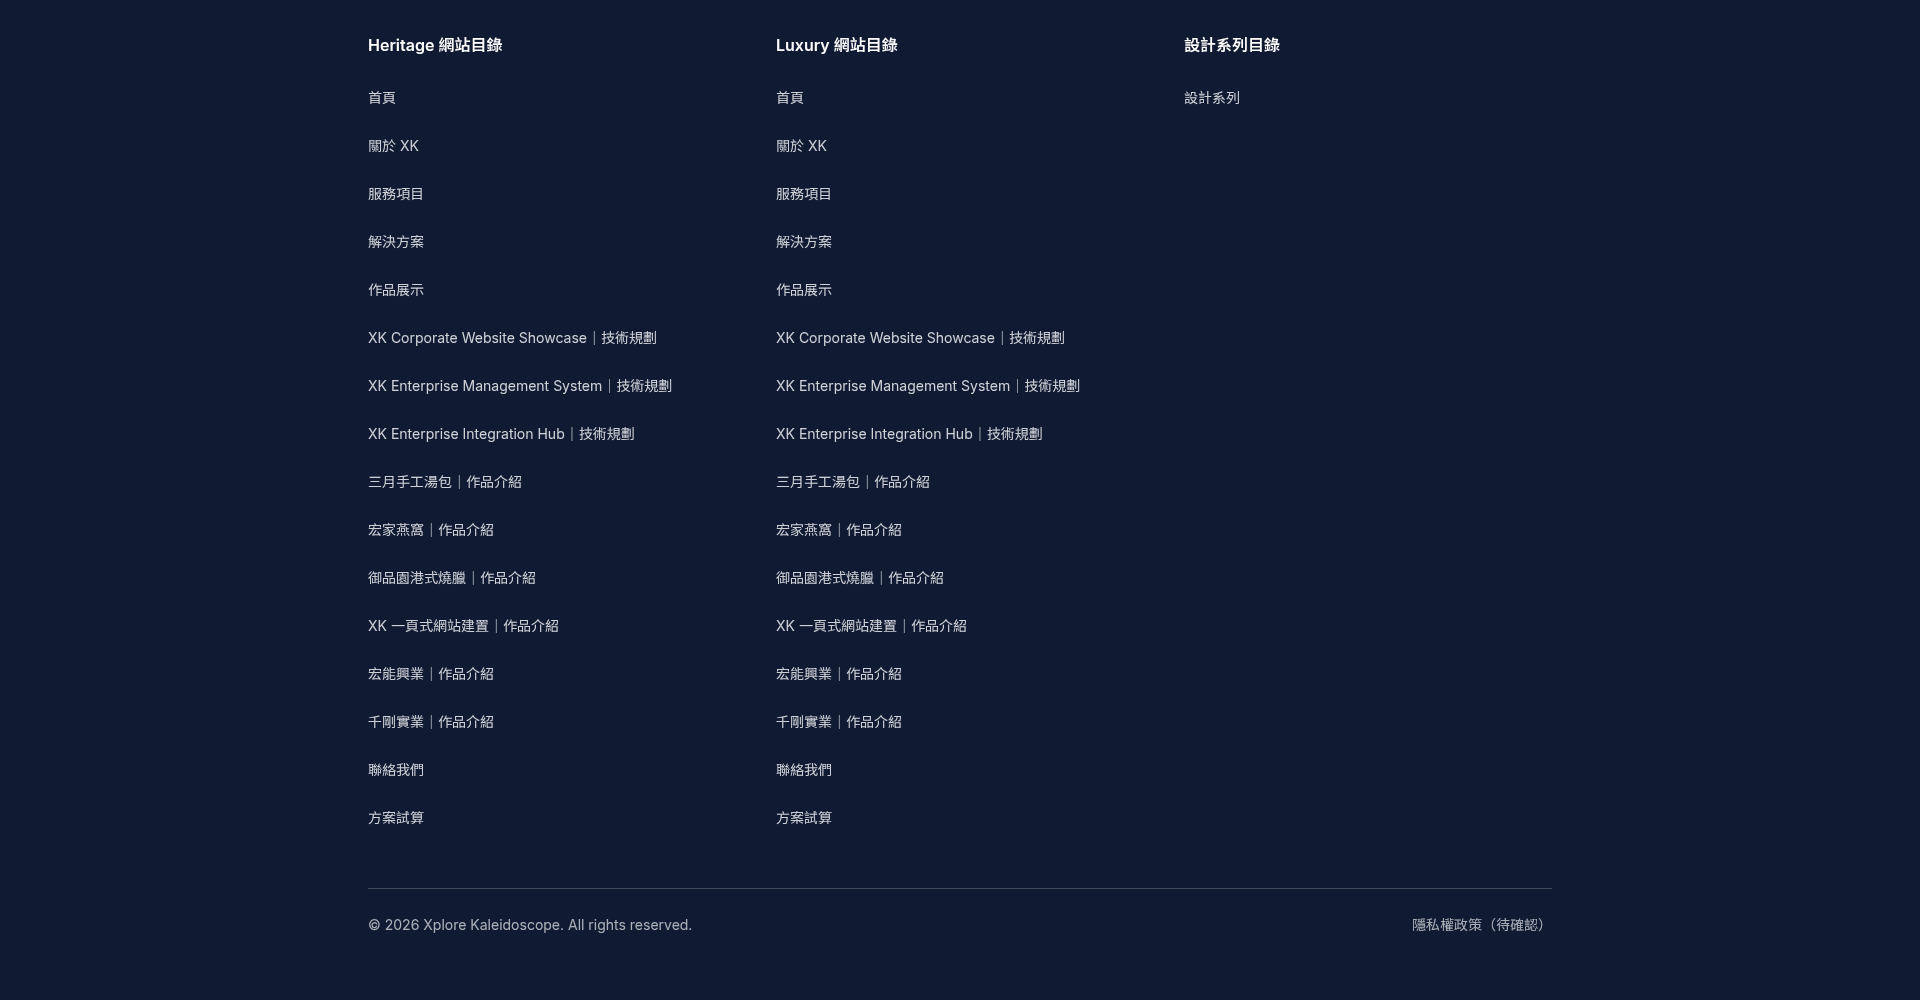 Heritage 網站目錄
首頁
關於 XK
服務項目
解決方案
作品展示
XK Corporate Website Showcase｜技術規劃
XK Enterprise Management System｜技術規劃
XK Enterprise Integration Hub｜技術規劃
三月手工湯包｜作品介紹
宏家燕窩｜作品介紹
御品園港式燒臘｜作品介紹
XK 一頁式網站建置｜作品介紹
宏能興業｜作品介紹
千剛實業｜作品介紹
聯絡我們
方案試算
Luxury 網站目錄
首頁
關於 XK
服務項目
解決方案
作品展示
XK Corporate Website Showcase｜技術規劃
XK Enterprise Management System｜技術規劃
XK Enterprise Integration Hub｜技術規劃
三月手工湯包｜作品介紹
宏家燕窩｜作品介紹
御品園港式燒臘｜作品介紹
XK 一頁式網站建置｜作品介紹
宏能興業｜作品介紹
千剛實業｜作品介紹
聯絡我們
方案試算
設計系列目錄
設計系列
© 2026 Xplore Kaleidoscope. All rights reserved.
隱私權政策（待確認）